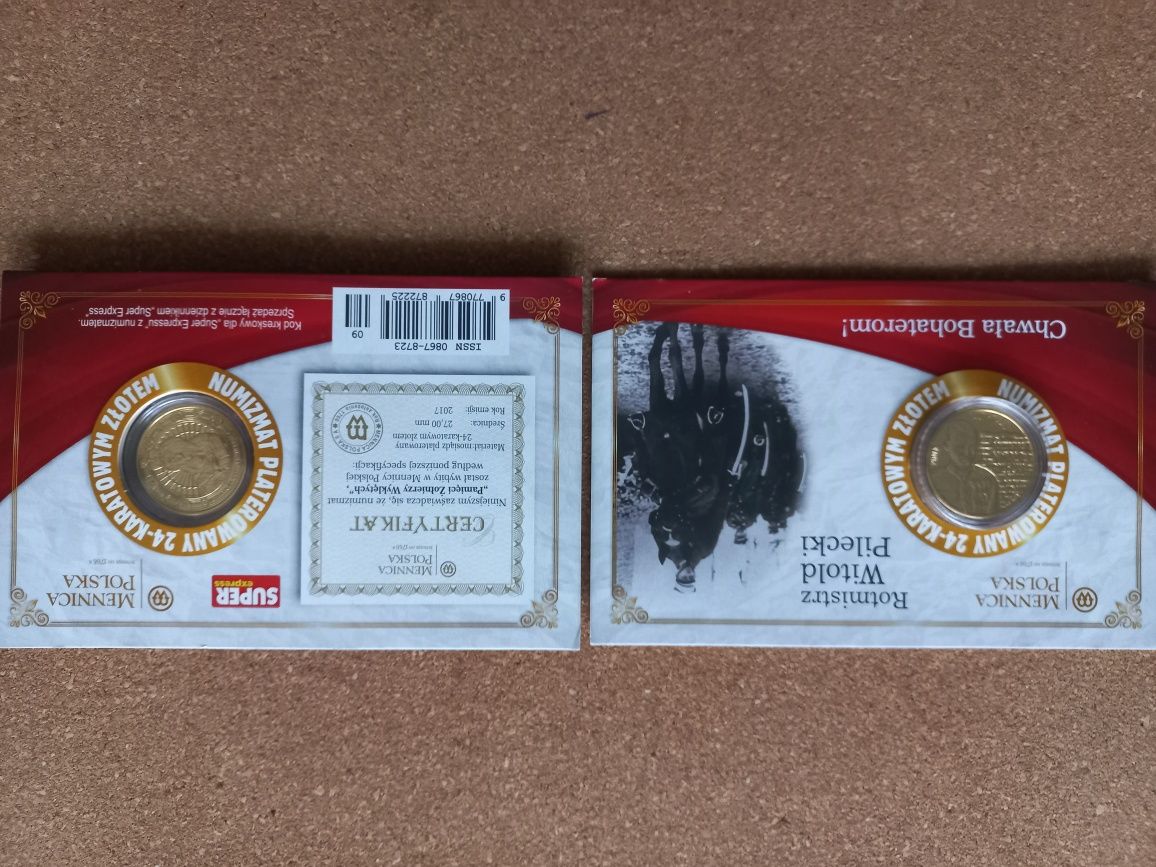 MENNICA
POLSKA
Rotmistrz
Witold
Pilecki
NUMIZMAT PLATEROWANY 24-KARATOWYM ZŁOTEM
Chwała Bohaterom!
MENNICA
POLSKA
CERTYFIKAT
Niniejszym zaświadcza się, że numizmat
„Pamięci Żołnierzy Wyklętych”,
został wybity w Mennicy Polskiej
według poniższej specyfikacji:
Materiał: mosiądz platerowany
24-karatowym złotem
Średnica: 27,00 mm
Rok emisji: 2017
SUPER
express
MENNICA
POLSKA
NUMIZMAT PLATEROWANY 24-KARATOWYM ZŁOTEM
ISSN 0867-8723
09
9 770867 872225
Kod kreskowy dla „Super Expressu” z numizmatem.
Sprzedaż łącznie z dziennikiem „Super Express”